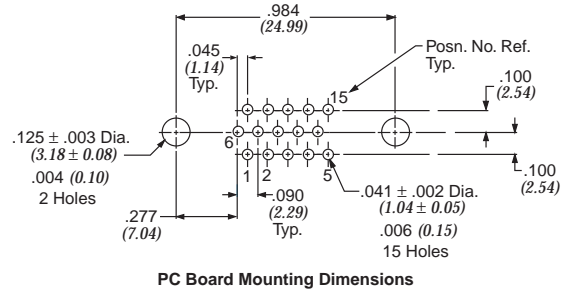 .984
(24.99)
.045
(1.14)
Typ.
Posn. No. Ref.
Typ.
.100
(2.54)
15
6
.125 ± .003 Dia.
(3.18 ± 0.08)
.004 (0.10)
2 Holes
1 2 5
.090
(2.29)
Typ.
.041 ± .002 Dia.
(1.04 ± 0.05)
.006 (0.15)
15 Holes
.100
(2.54)
.277
(7.04)
PC Board Mounting Dimensions